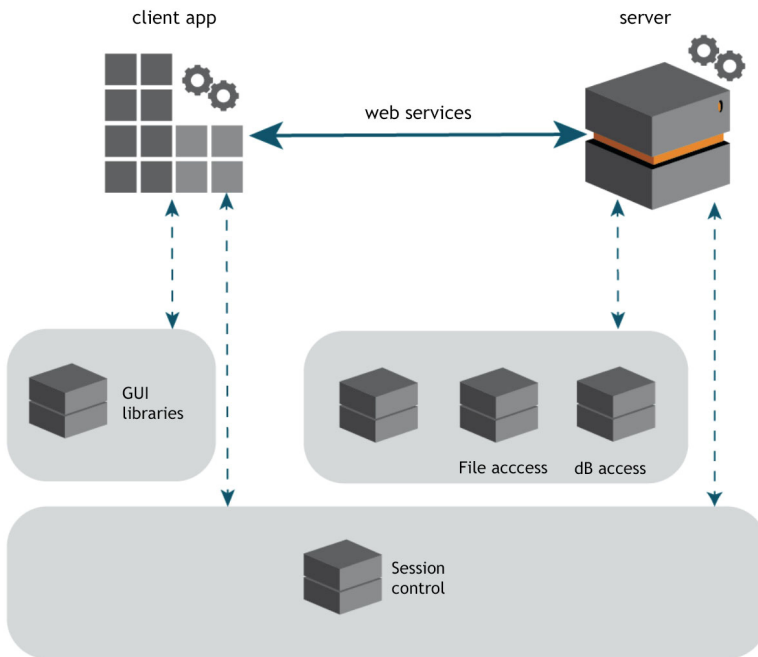 client app
server
web services
GUI
libraries
File acccess
dB access
Session
control